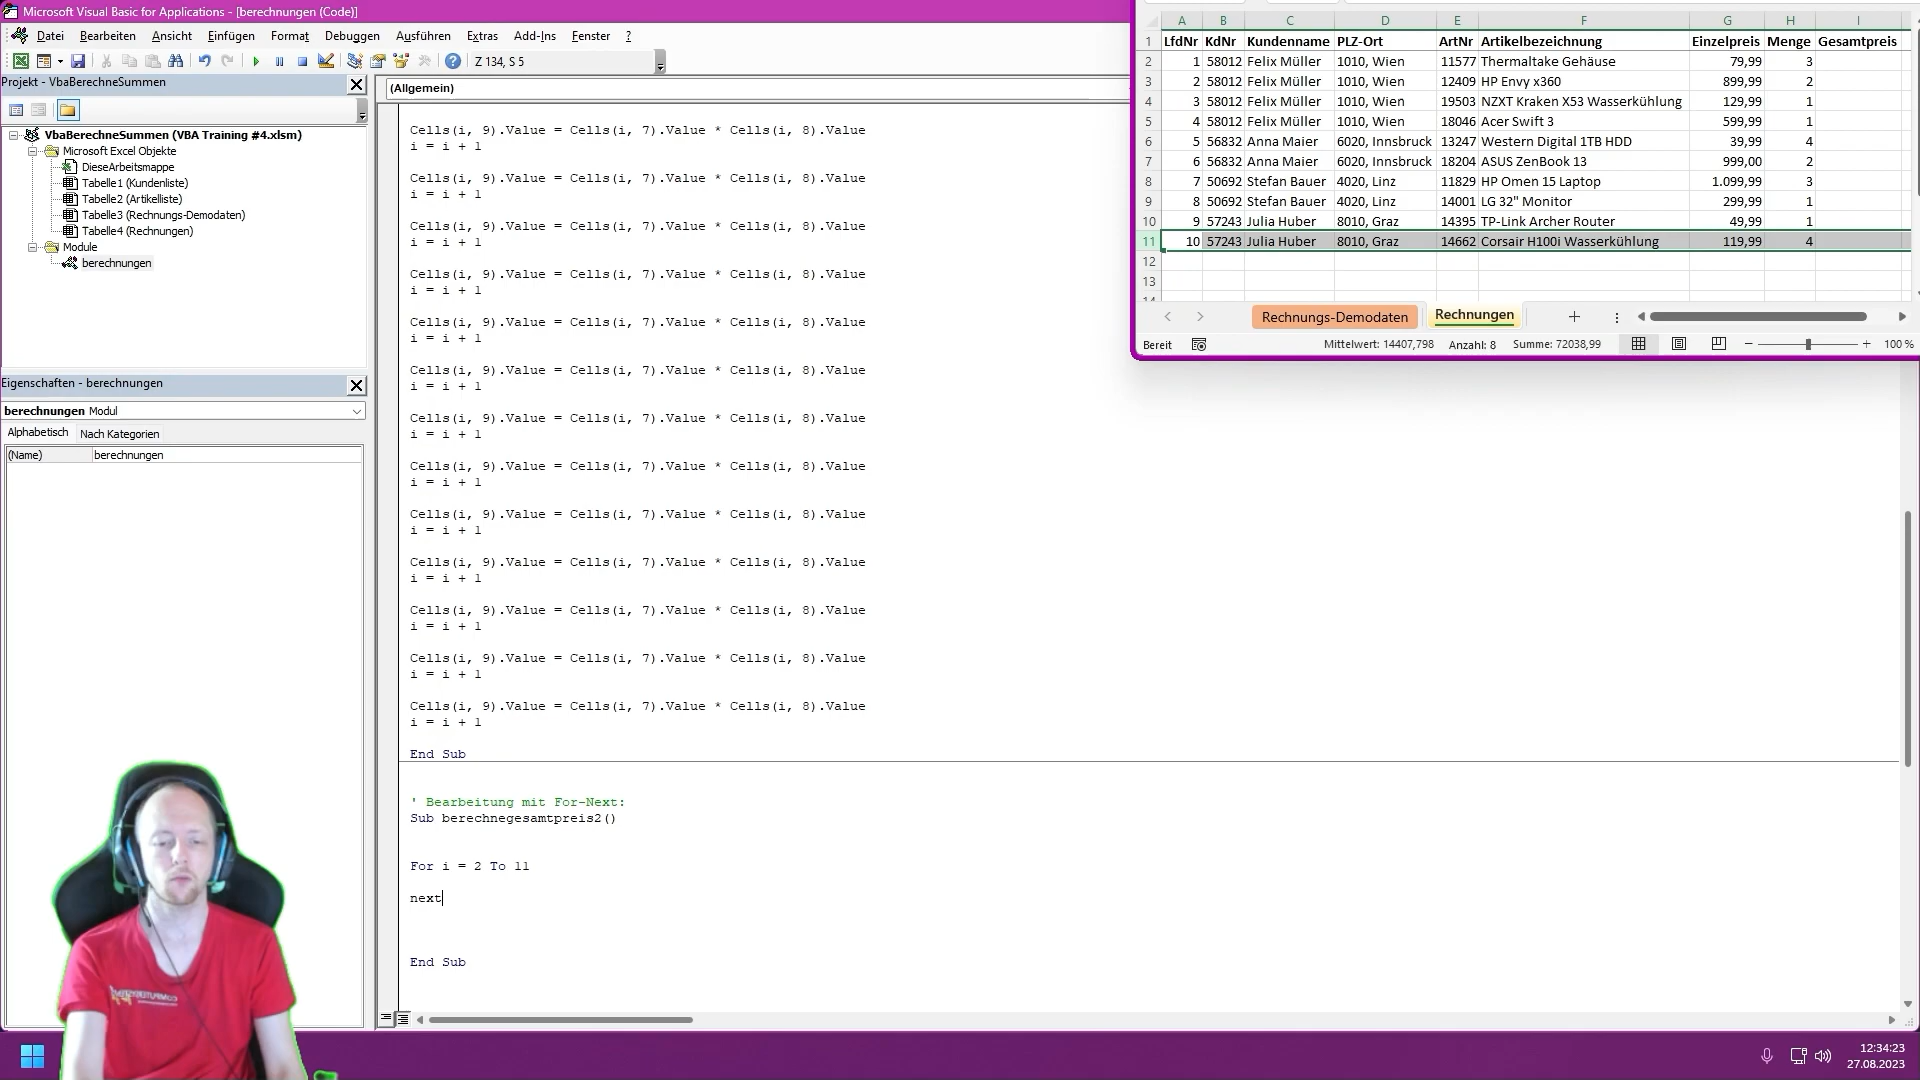 Microsoft Visual Basic for Applications - [berechnungen (Code)]
Datei Bearbeiten Ansicht Einfügen Format Debuggen Ausführen Extras Add-Ins Fenster ?
Z 134, S 5
Projekt - VbaBerechneSummen
VbaBerechneSummen (VBA Training #4.xlsm)
Microsoft Excel Objekte
DieseArbeitsmappe
Tabelle1 (Kundenliste)
Tabelle2 (Artikelliste)
Tabelle3 (Rechnungs-Demodaten)
Tabelle4 (Rechnungen)
Module
berechnungen
Eigenschaften - berechnungen
berechnungen Modul
Alphabetisch Nach Kategorien
(Name) berechnungen
(Allgemein)
Cells(i, 9).Value = Cells(i, 7).Value * Cells(i, 8).Value
i = i + 1
Cells(i, 9).Value = Cells(i, 7).Value * Cells(i, 8).Value
i = i + 1
Cells(i, 9).Value = Cells(i, 7).Value * Cells(i, 8).Value
i = i + 1
Cells(i, 9).Value = Cells(i, 7).Value * Cells(i, 8).Value
i = i + 1
Cells(i, 9).Value = Cells(i, 7).Value * Cells(i, 8).Value
i = i + 1
Cells(i, 9).Value = Cells(i, 7).Value * Cells(i, 8).Value
i = i + 1
Cells(i, 9).Value = Cells(i, 7).Value * Cells(i, 8).Value
i = i + 1
Cells(i, 9).Value = Cells(i, 7).Value * Cells(i, 8).Value
i = i + 1
Cells(i, 9).Value = Cells(i, 7).Value * Cells(i, 8).Value
i = i + 1
Cells(i, 9).Value = Cells(i, 7).Value * Cells(i, 8).Value
i = i + 1
Cells(i, 9).Value = Cells(i, 7).Value * Cells(i, 8).Value
i = i + 1
Cells(i, 9).Value = Cells(i, 7).Value * Cells(i, 8).Value
i = i + 1
Cells(i, 9).Value = Cells(i, 7).Value * Cells(i, 8).Value
i = i + 1
End Sub
' Bearbeitung mit For-Next:
Sub berechnegesamtpreis2()
For i = 2 To 11
next
End Sub
A B C D E F G H I
1 LfdNr KdNr Kundenname PLZ-Ort ArtNr Artikelbezeichnung Einzelpreis Menge Gesamtpreis
2 1 58012 Felix Müller 1010, Wien 11577 Thermaltake Gehäuse 79,99 3
3 2 58012 Felix Müller 1010, Wien 12409 HP Envy x360 899,99 2
4 3 58012 Felix Müller 1010, Wien 19503 NZXT Kraken X53 Wasserkühlung 129,99 1
5 4 58012 Felix Müller 1010, Wien 18046 Acer Swift 3 599,99 1
6 5 56832 Anna Maier 6020, Innsbruck 13247 Western Digital 1TB HDD 39,99 4
7 6 56832 Anna Maier 6020, Innsbruck 18204 ASUS ZenBook 13 999,00 2
8 7 50692 Stefan Bauer 4020, Linz 11829 HP Omen 15 Laptop 1.099,99 3
9 8 50692 Stefan Bauer 4020, Linz 14001 LG 32" Monitor 299,99 1
10 9 57243 Julia Huber 8010, Graz 14395 TP-Link Archer Router 49,99 1
11 10 57243 Julia Huber 8010, Graz 14662 Corsair H100i Wasserkühlung 119,99 4
12
13
14
Rechnungs-Demodaten Rechnungen
Bereit Mittelwert: 14407,798 Anzahl: 8 Summe: 72038,99 100 %
12:34:23
27.08.2023